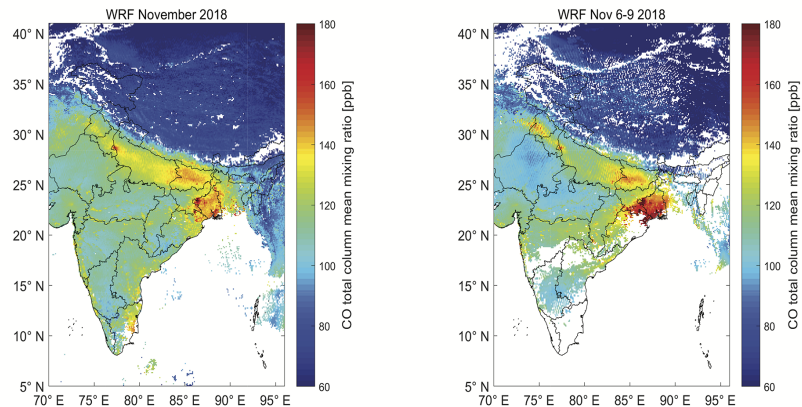 WRF November 2018
40° N
35° N
30° N
25° N
20° N
15° N
10° N
5° N
70° E
75° E
80° E
85° E
90° E
95° E
180
160
140
120
100
80
60
CO total column mean mixing ratio [ppb]
WRF Nov 6-9 2018
40° N
35° N
30° N
25° N
20° N
15° N
10° N
5° N
70° E
75° E
80° E
85° E
90° E
95° E
180
160
140
120
100
80
60
CO total column mean mixing ratio [ppb]